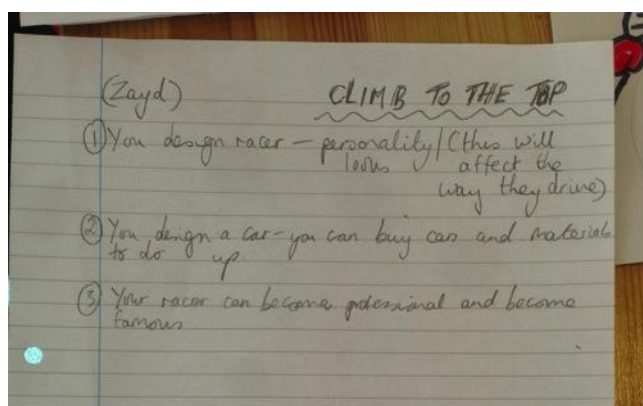 (Zayd) CLIMB TO THE TOP
① You design racer – personality/ (this will
looks affect the
way they drive)
② You design a car – you can buy cars and materials
to do up
③ Your racer can become professional and become
famous